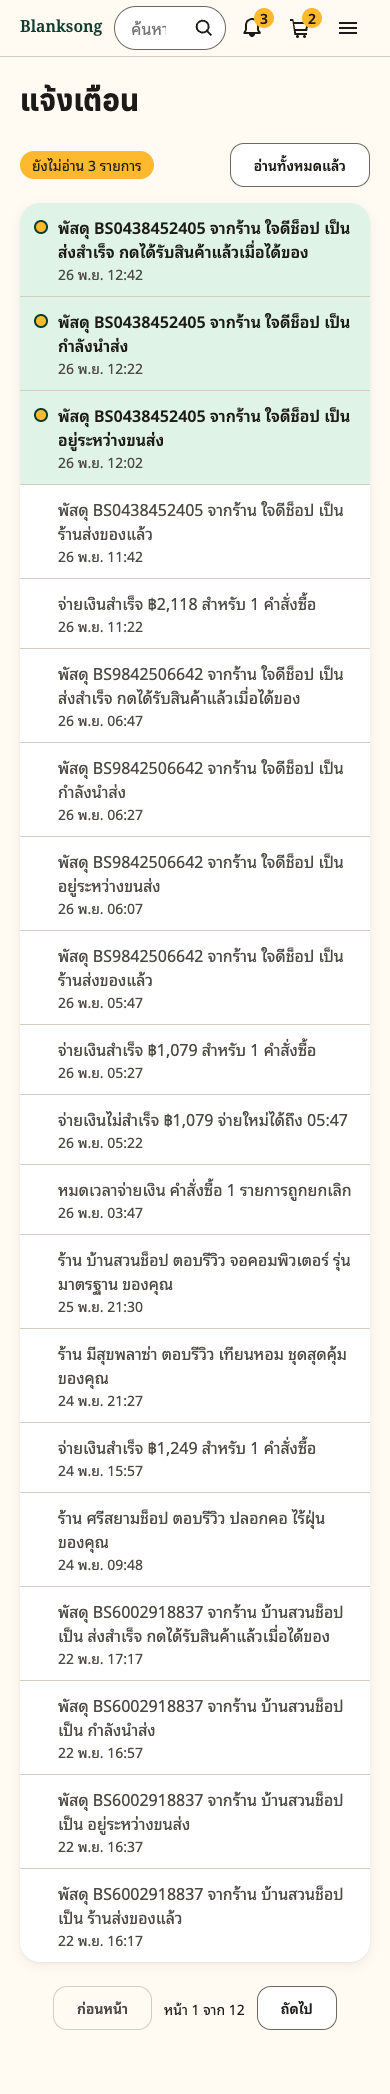 Blanksong
ค้นหา
3
2
แจ้งเตือน
ยังไม่อ่าน 3 รายการ
อ่านทั้งหมดแล้ว
พัสดุ BS0438452405 จากร้าน ใจดีช็อป เป็น
ส่งสำเร็จ กดได้รับสินค้าแล้วเมื่อได้ของ
26 พ.ย. 12:42
พัสดุ BS0438452405 จากร้าน ใจดีช็อป เป็น
กำลังนำส่ง
26 พ.ย. 12:22
พัสดุ BS0438452405 จากร้าน ใจดีช็อป เป็น
อยู่ระหว่างขนส่ง
26 พ.ย. 12:02
พัสดุ BS0438452405 จากร้าน ใจดีช็อป เป็น
ร้านส่งของแล้ว
26 พ.ย. 11:42
จ่ายเงินสำเร็จ ฿2,118 สำหรับ 1 คำสั่งซื้อ
26 พ.ย. 11:22
พัสดุ BS9842506642 จากร้าน ใจดีช็อป เป็น
ส่งสำเร็จ กดได้รับสินค้าแล้วเมื่อได้ของ
26 พ.ย. 06:47
พัสดุ BS9842506642 จากร้าน ใจดีช็อป เป็น
กำลังนำส่ง
26 พ.ย. 06:27
พัสดุ BS9842506642 จากร้าน ใจดีช็อป เป็น
อยู่ระหว่างขนส่ง
26 พ.ย. 06:07
พัสดุ BS9842506642 จากร้าน ใจดีช็อป เป็น
ร้านส่งของแล้ว
26 พ.ย. 05:47
จ่ายเงินสำเร็จ ฿1,079 สำหรับ 1 คำสั่งซื้อ
26 พ.ย. 05:27
จ่ายเงินไม่สำเร็จ ฿1,079 จ่ายใหม่ได้ถึง 05:47
26 พ.ย. 05:22
หมดเวลาจ่ายเงิน คำสั่งซื้อ 1 รายการถูกยกเลิก
26 พ.ย. 03:47
ร้าน บ้านสวนช็อป ตอบรีวิว จอคอมพิวเตอร์ รุ่น
มาตรฐาน ของคุณ
25 พ.ย. 21:30
ร้าน มีสุขพลาซ่า ตอบรีวิว เทียนหอม ชุดสุดคุ้ม
ของคุณ
24 พ.ย. 21:27
จ่ายเงินสำเร็จ ฿1,249 สำหรับ 1 คำสั่งซื้อ
24 พ.ย. 15:57
ร้าน ศรีสยามช็อป ตอบรีวิว ปลอกคอ ไร้ฝุ่น
ของคุณ
24 พ.ย. 09:48
พัสดุ BS6002918837 จากร้าน บ้านสวนช็อป
เป็น ส่งสำเร็จ กดได้รับสินค้าแล้วเมื่อได้ของ
22 พ.ย. 17:17
พัสดุ BS6002918837 จากร้าน บ้านสวนช็อป
เป็น กำลังนำส่ง
22 พ.ย. 16:57
พัสดุ BS6002918837 จากร้าน บ้านสวนช็อป
เป็น อยู่ระหว่างขนส่ง
22 พ.ย. 16:37
พัสดุ BS6002918837 จากร้าน บ้านสวนช็อป
เป็น ร้านส่งของแล้ว
22 พ.ย. 16:17
ก่อนหน้า
หน้า 1 จาก 12
ถัดไป